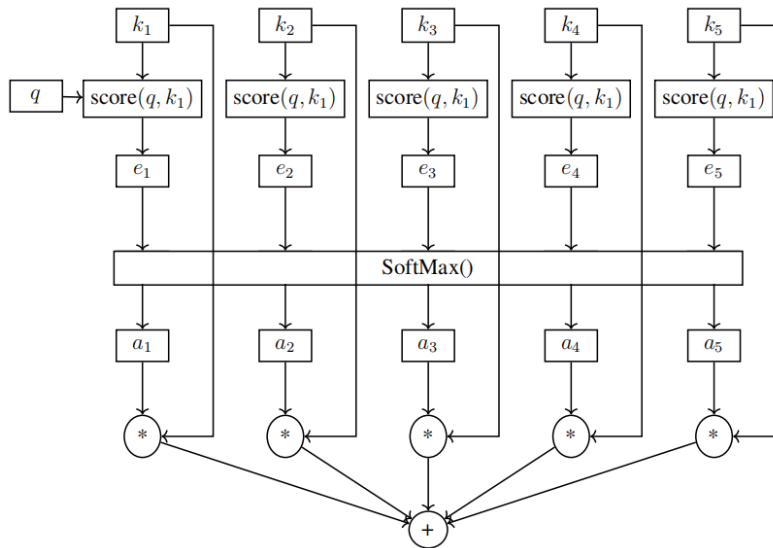 k₁ k₂ k₃ k₄ k₅
q score(q, k₁) score(q, k₁) score(q, k₁) score(q, k₁) score(q, k₁)
e₁ e₂ e₃ e₄ e₅
SoftMax()
a₁ a₂ a₃ a₄ a₅
* * * * *
+